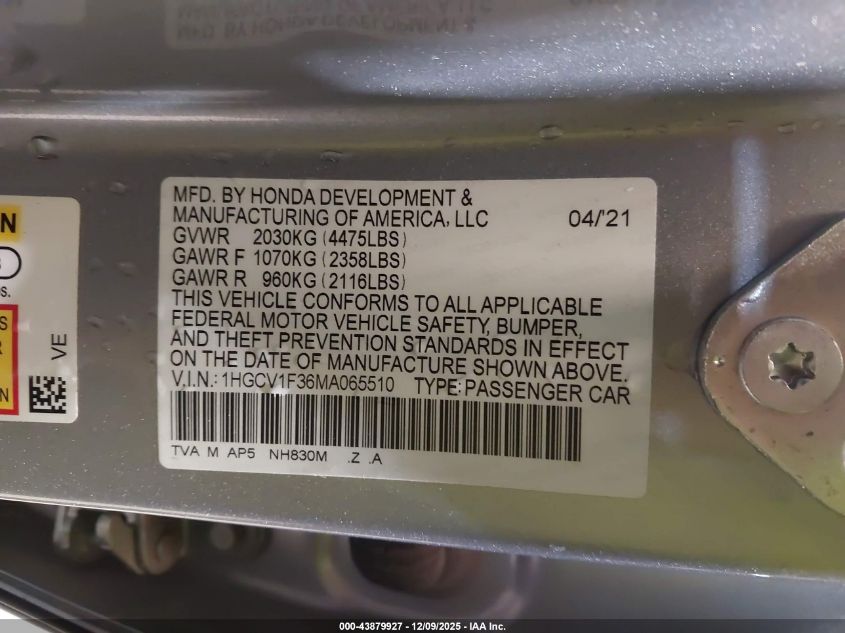 MFD. BY HONDA DEVELOPMENT &
MANUFACTURING OF AMERICA, LLC 04/'21
GVWR 2030KG (4475LBS)
GAWR F 1070KG (2358LBS)
GAWR R 960KG (2116LBS)
THIS VEHICLE CONFORMS TO ALL APPLICABLE
FEDERAL MOTOR VEHICLE SAFETY, BUMPER,
AND THEFT PREVENTION STANDARDS IN EFFECT
ON THE DATE OF MANUFACTURE SHOWN ABOVE.
V.I.N.: 1HGCV1F36MA065510 TYPE: PASSENGER CAR
TVA M AP5 NH830M .Z .A
VE
000-43879927 - 12/09/2025 - IAA Inc.